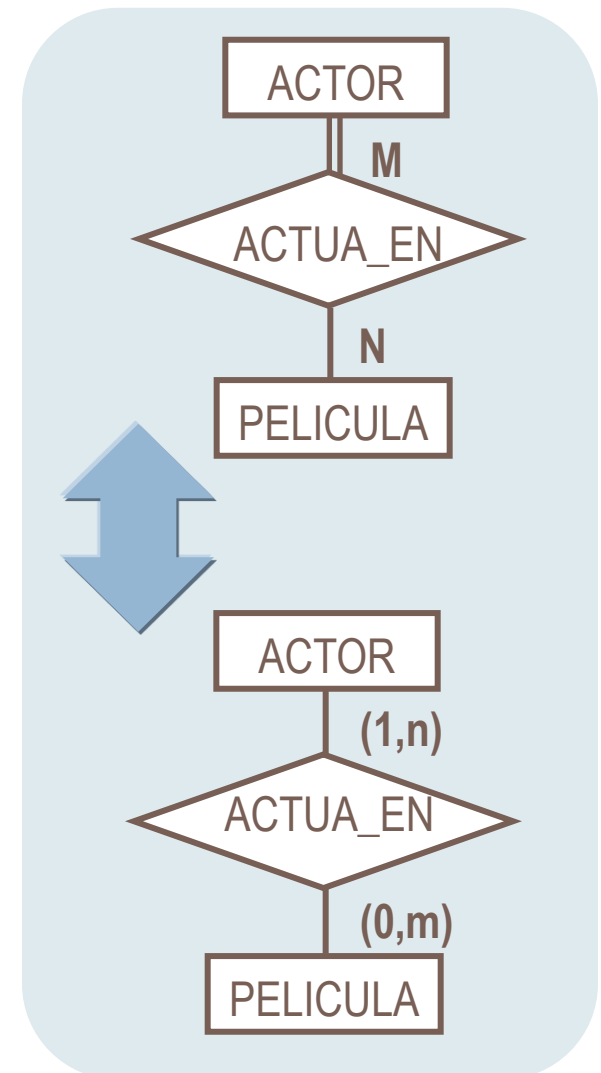 ACTOR
M
ACTUA_EN
N
PELICULA
ACTOR
(1,n)
ACTUA_EN
(0,m)
PELICULA